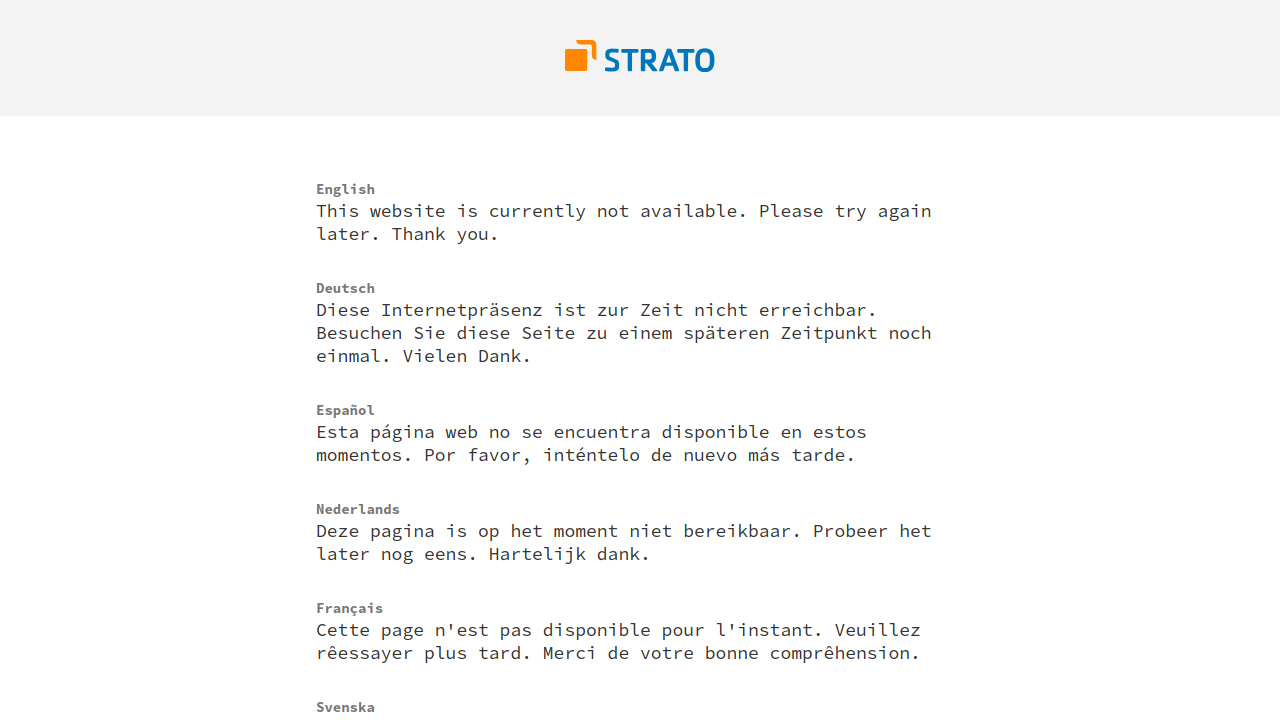 STRATO
English
This website is currently not available. Please try again
later. Thank you.
Deutsch
Diese Internetpräsenz ist zur Zeit nicht erreichbar.
Besuchen Sie diese Seite zu einem späteren Zeitpunkt noch
einmal. Vielen Dank.
Español
Esta página web no se encuentra disponible en estos
momentos. Por favor, inténtelo de nuevo más tarde.
Nederlands
Deze pagina is op het moment niet bereikbaar. Probeer het
later nog eens. Hartelijk dank.
Français
Cette page n'est pas disponible pour l'instant. Veuillez
rêessayer plus tard. Merci de votre bonne comprêhension.
Svenska